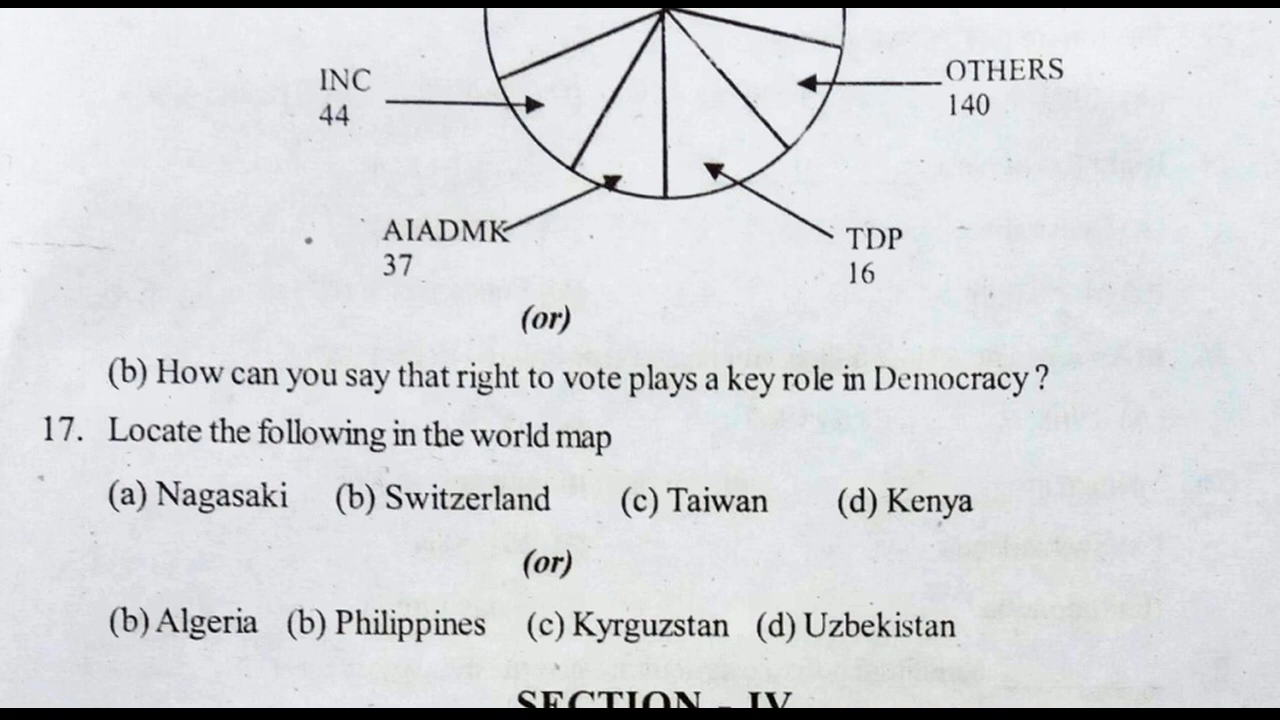 INC
44
OTHERS
140
AIADMK
37
TDP
16
(or)
(b) How can you say that right to vote plays a key role in Democracy ?
17. Locate the following in the world map
(a) Nagasaki (b) Switzerland (c) Taiwan (d) Kenya
(or)
(b) Algeria (b) Philippines (c) Kyrguzstan (d) Uzbekistan
SECTION - IV